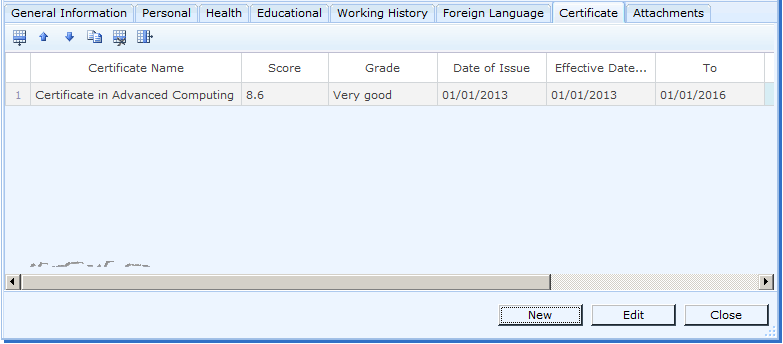 General Information Personal Health Educational Working History Foreign Language Certificate Attachments
Certificate Name Score Grade Date of Issue Effective Date... To
1 Certificate in Advanced Computing 8.6 Very good 01/01/2013 01/01/2013 01/01/2016
New Edit Close